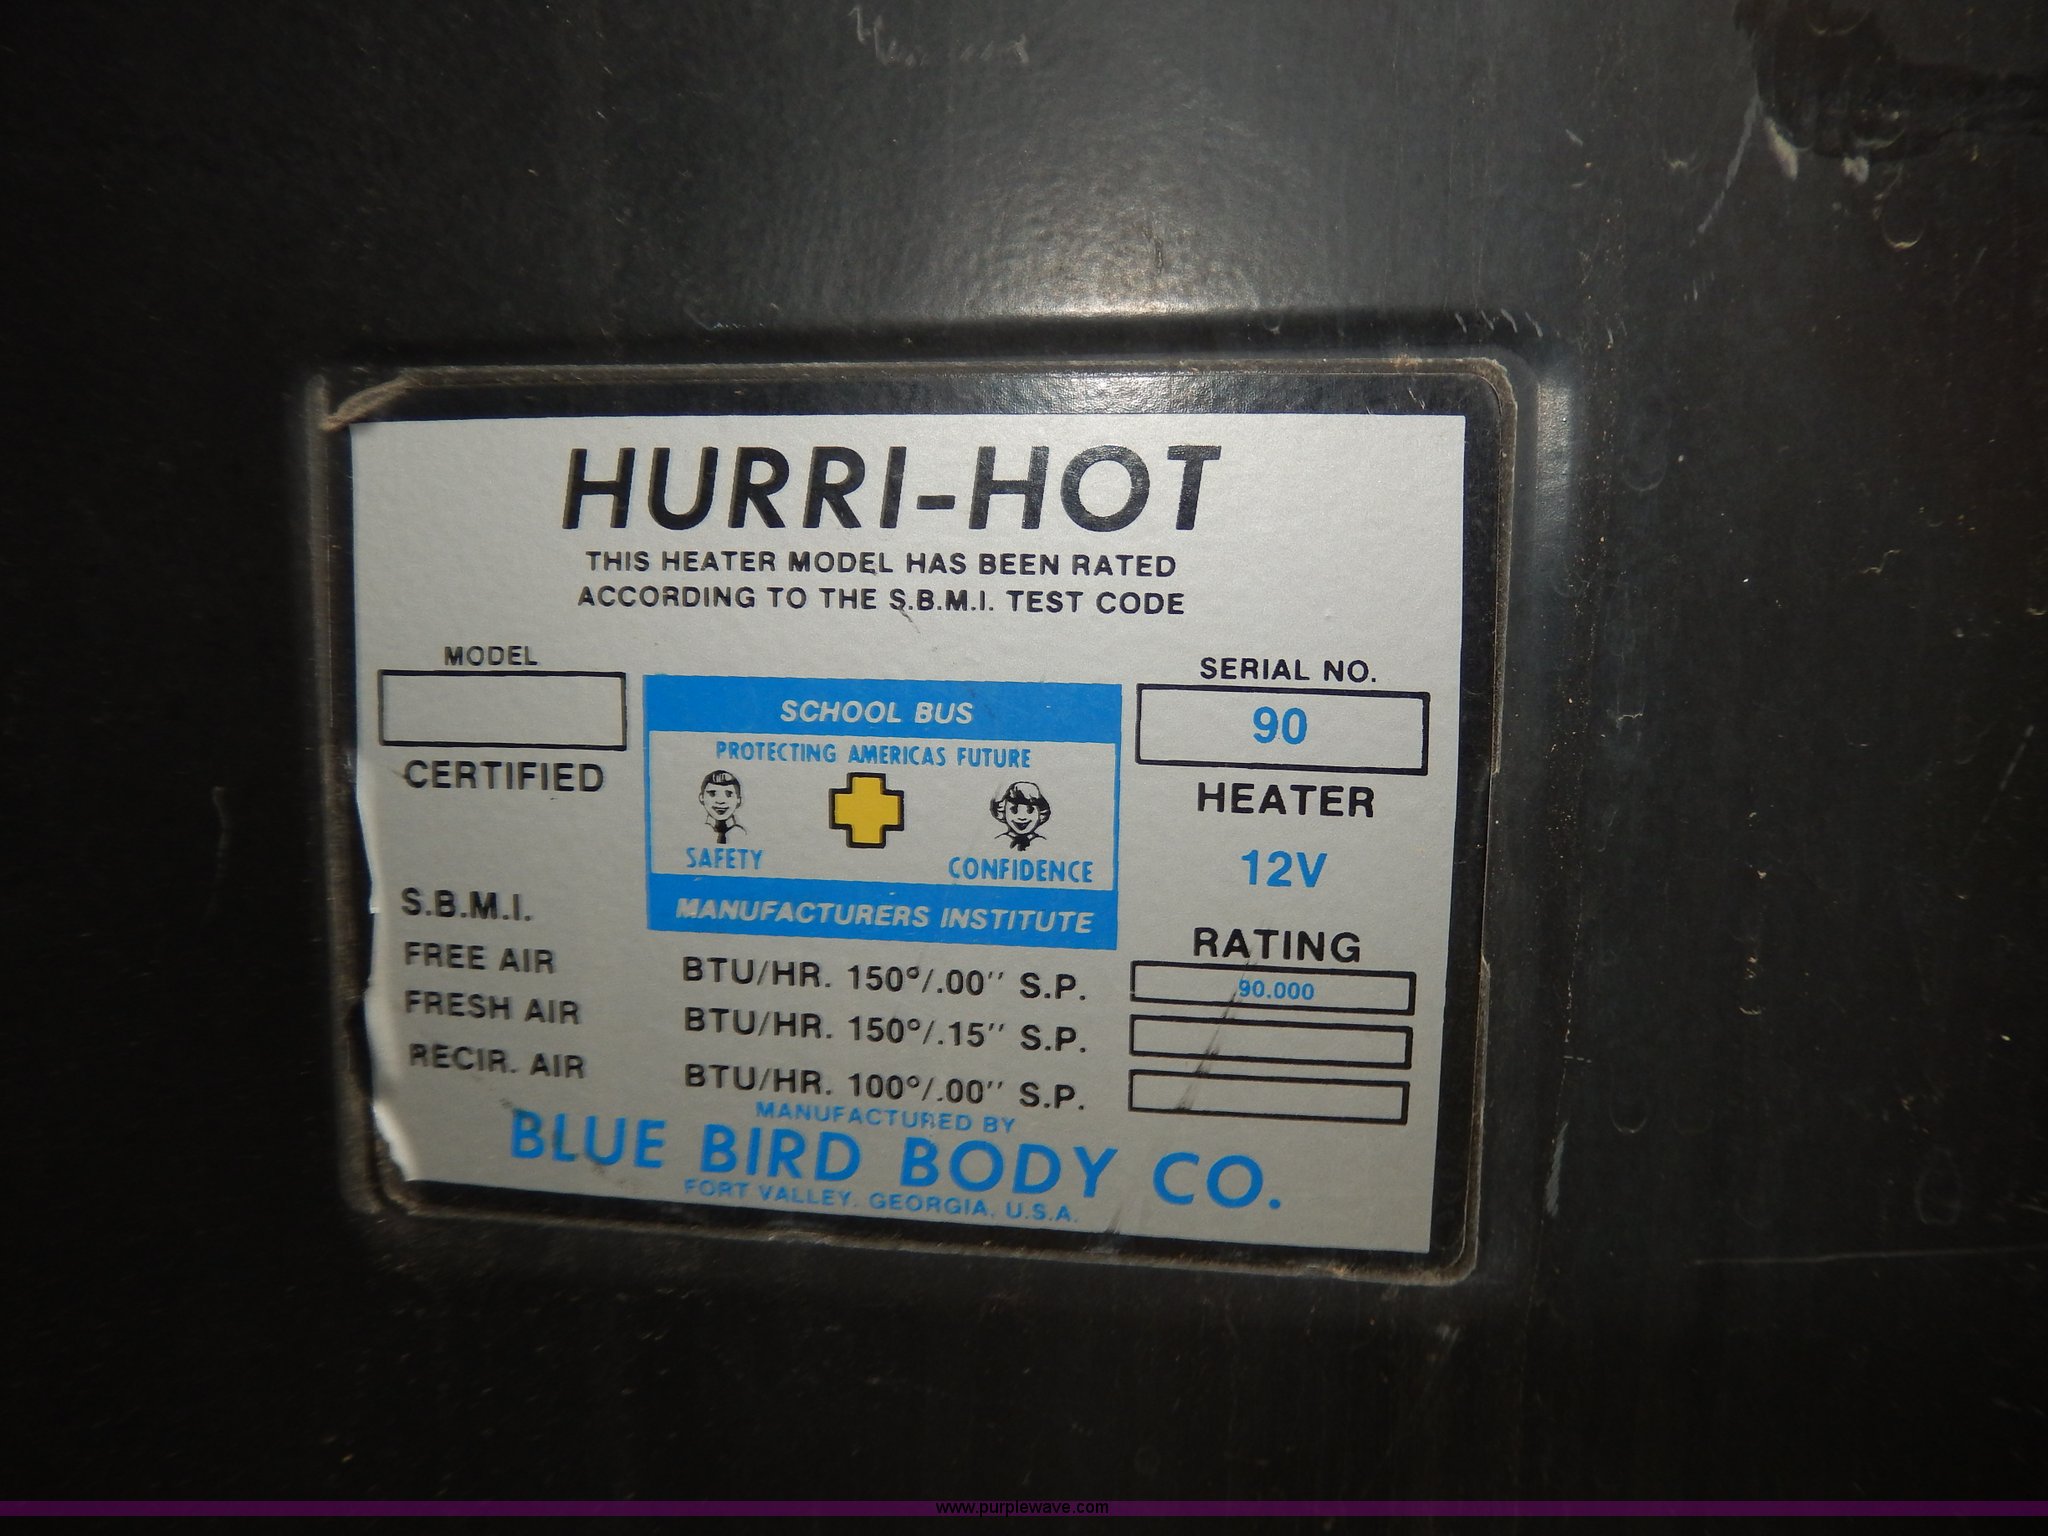 HURRI-HOT
THIS HEATER MODEL HAS BEEN RATED
ACCORDING TO THE S.B.M.I. TEST CODE
MODEL
CERTIFIED
SCHOOL BUS
PROTECTING AMERICAS FUTURE
SAFETY
CONFIDENCE
MANUFACTURERS INSTITUTE
SERIAL NO.
90
HEATER
12V
RATING
S.B.M.I.
FREE AIR BTU/HR. 150°/.00'' S.P. 90.000
FRESH AIR BTU/HR. 150°/.15'' S.P.
RECIR. AIR BTU/HR. 100°/.00'' S.P.
MANUFACTURED BY
BLUE BIRD BODY CO.
FORT VALLEY, GEORGIA, U.S.A.
www.purplewave.com